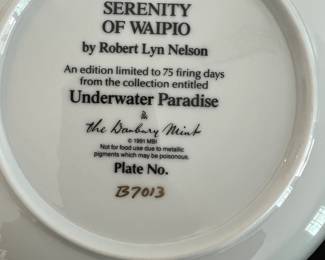 SERENITY
OF WAIPIO
by Robert Lyn Nelson
An edition limited to 75 firing days
from the collection entitled
Underwater Paradise
&
the Danbury Mint
© 1991 MBI
Not for food use due to metallic
pigments which may be poisonous.
Plate No.
B7013